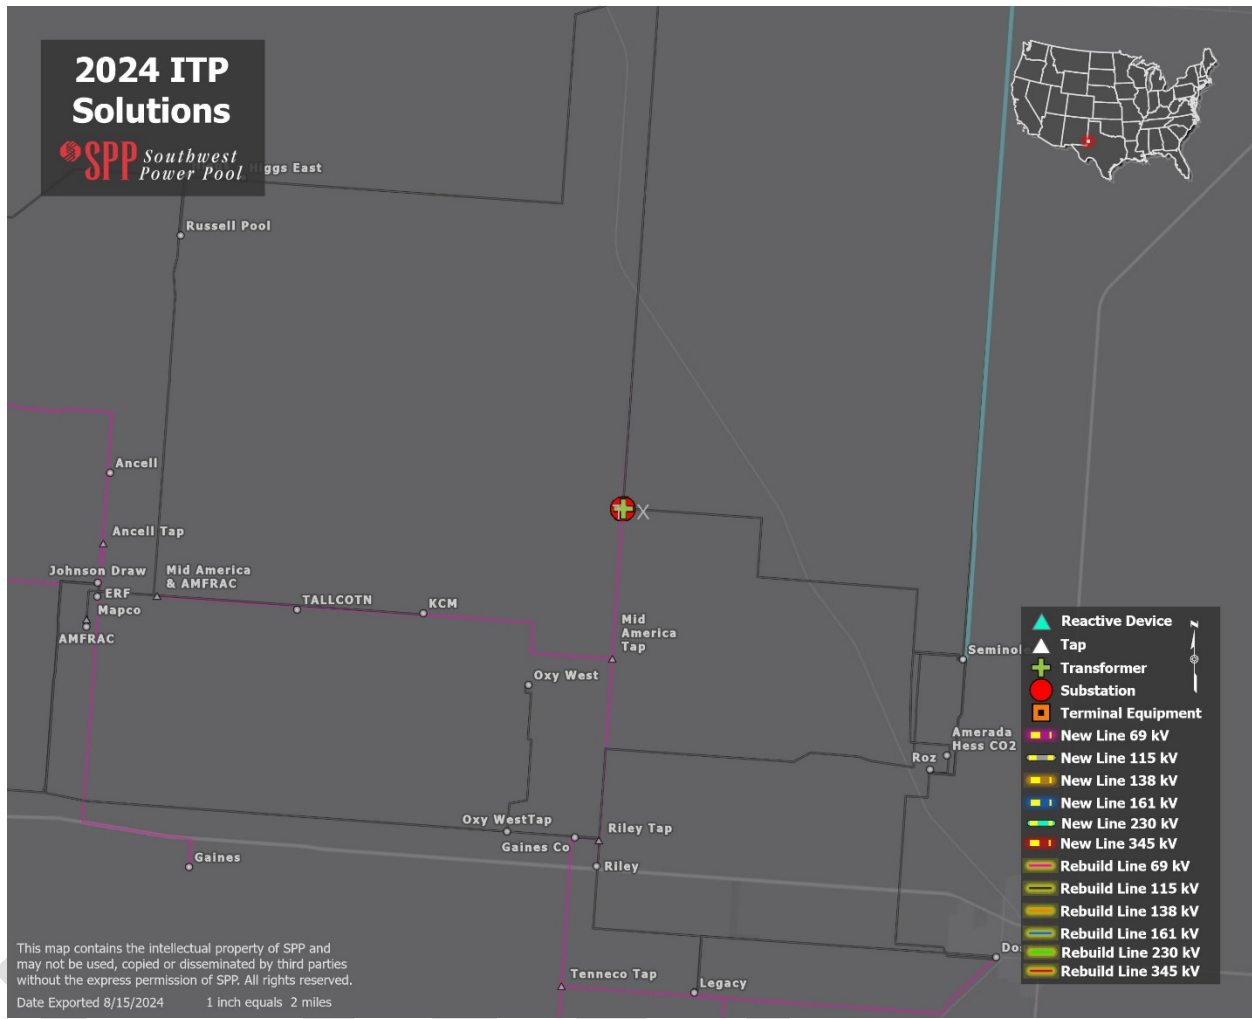 2024 ITP
Solutions
SPP Southwest
Power Pool
Higgs East
Russell Pool
Ancell
Ancell Tap
Johnson Draw
Mid America
& AMFRAC
ERF
Mapco
AMFRAC
TALLCOTN
KCM
X
Mid
America
Tap
Oxy West
Seminol
Amerada
Hess CO2
Roz
Oxy WestTap
Gaines Co
Riley Tap
Riley
Gaines
Tenneco Tap
Legacy
Do
N
Reactive Device
Tap
Transformer
Substation
Terminal Equipment
New Line 69 kV
New Line 115 kV
New Line 138 kV
New Line 161 kV
New Line 230 kV
New Line 345 kV
Rebuild Line 69 kV
Rebuild Line 115 kV
Rebuild Line 138 kV
Rebuild Line 161 kV
Rebuild Line 230 kV
Rebuild Line 345 kV
This map contains the intellectual property of SPP and
may not be used, copied or disseminated by third parties
without the express permission of SPP. All rights reserved.
Date Exported 8/15/2024 1 inch equals 2 miles